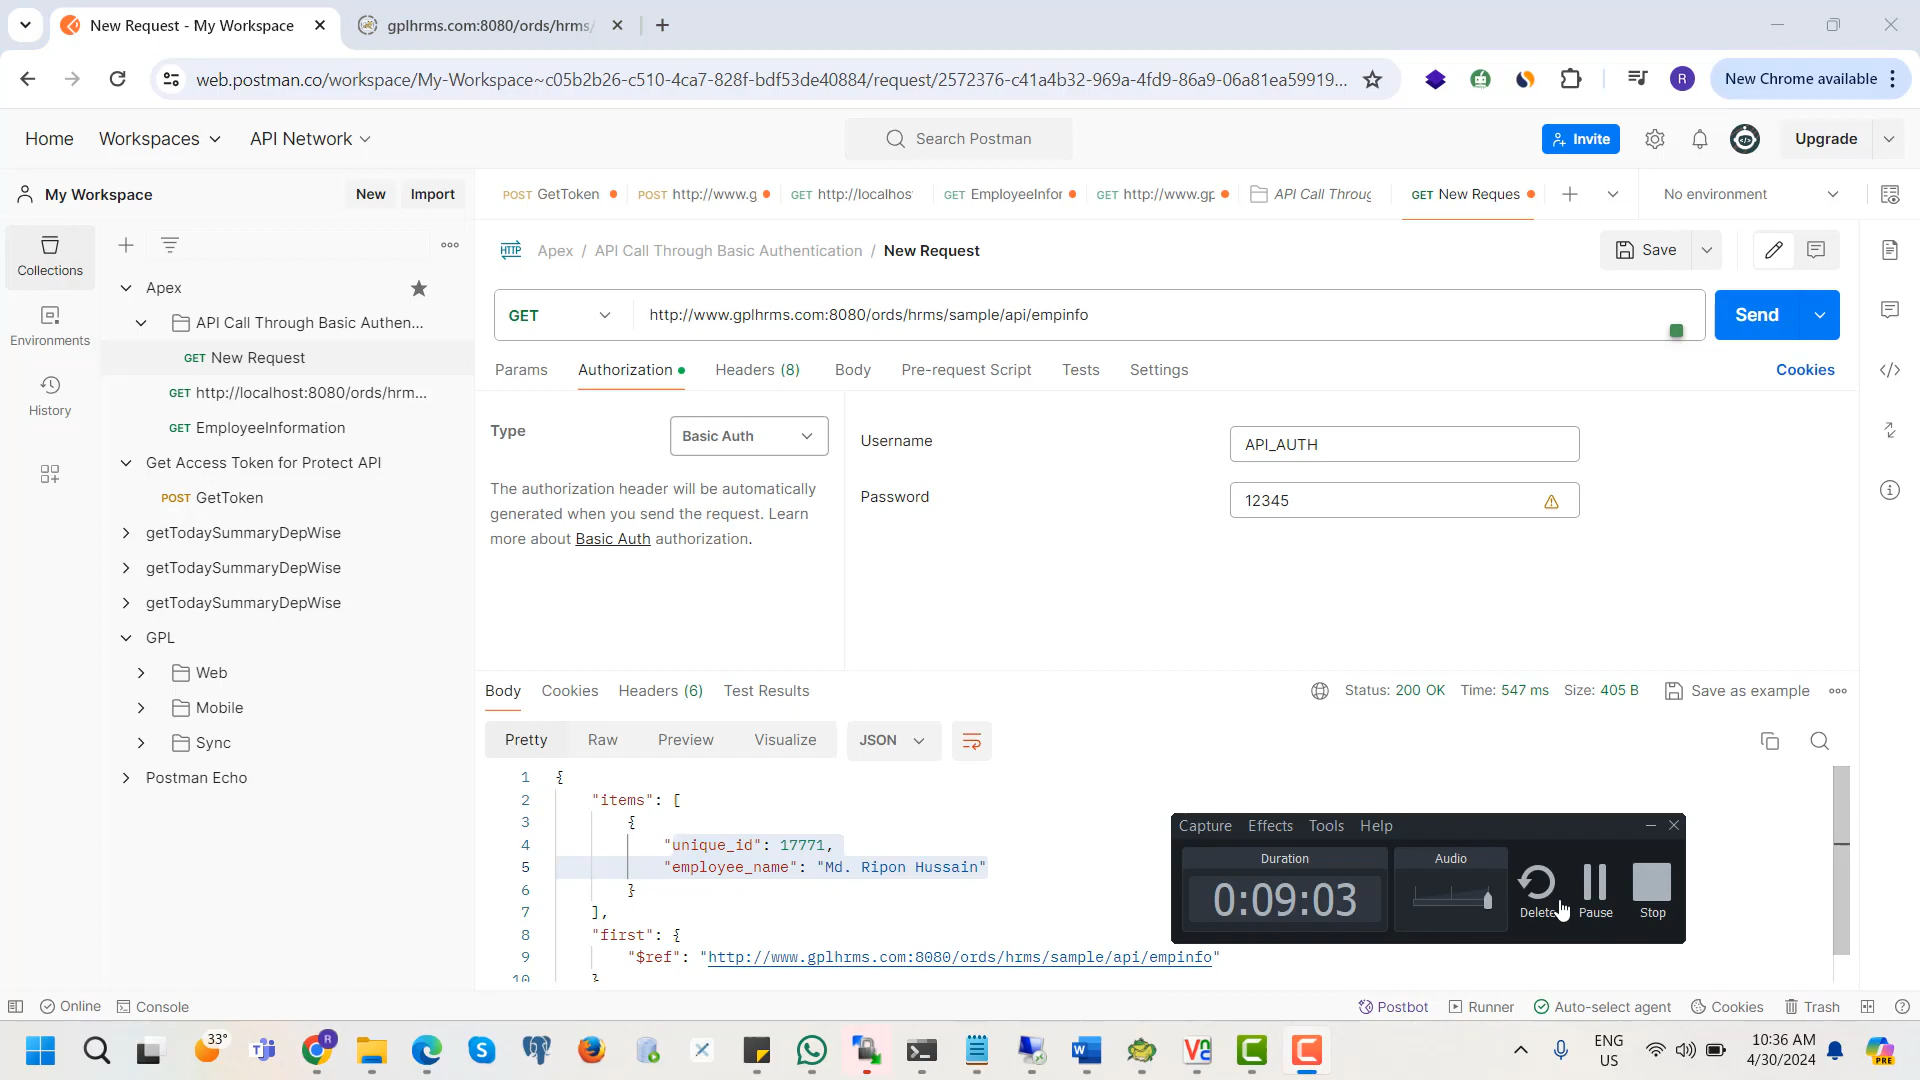 New Request - My Workspace
gplhrms.com:8080/ords/hrms/
web.postman.co/workspace/My-Workspace~c05b2b26-c510-4ca7-828f-bdf53de40884/request/2572376-c41a4b32-969a-4fd9-86a9-06a81ea59919...
R
New Chrome available
Home
Workspaces
API Network
Search Postman
Invite
Upgrade
My Workspace
New
Import
POST GetToken
POST http://www.g
GET http://localhos
GET EmployeeInfor
GET http://www.gp
API Call Throug
GET New Reques
No environment
Collections
Environments
History
Apex
API Call Through Basic Authen...
GET New Request
GET http://localhost:8080/ords/hrm...
GET EmployeeInformation
Get Access Token for Protect API
POST GetToken
getTodaySummaryDepWise
getTodaySummaryDepWise
getTodaySummaryDepWise
GPL
Web
Mobile
Sync
Postman Echo
HTTP Apex / API Call Through Basic Authentication / New Request
Save
GET
http://www.gplhrms.com:8080/ords/hrms/sample/api/empinfo
Send
Params
Authorization
Headers (8)
Body
Pre-request Script
Tests
Settings
Cookies
Type
Basic Auth
The authorization header will be automatically
generated when you send the request. Learn
more about Basic Auth authorization.
Username
API_AUTH
Password
12345
Body
Cookies
Headers (6)
Test Results
Status: 200 OK
Time: 547 ms
Size: 405 B
Save as example
Pretty
Raw
Preview
Visualize
JSON
1 {
2 "items": [
3 {
4 "unique_id": 17771,
5 "employee_name": "Md. Ripon Hussain"
6 }
7 ],
8 "first": {
9 "$ref": "http://www.gplhrms.com:8080/ords/hrms/sample/api/empinfo"
10 }
Capture
Effects
Tools
Help
Duration
0:09:03
Audio
Delete
Pause
Stop
Online
Console
Postbot
Runner
Auto-select agent
Cookies
Trash
33°
R
ENG
US
10:36 AM
4/30/2024
PRE